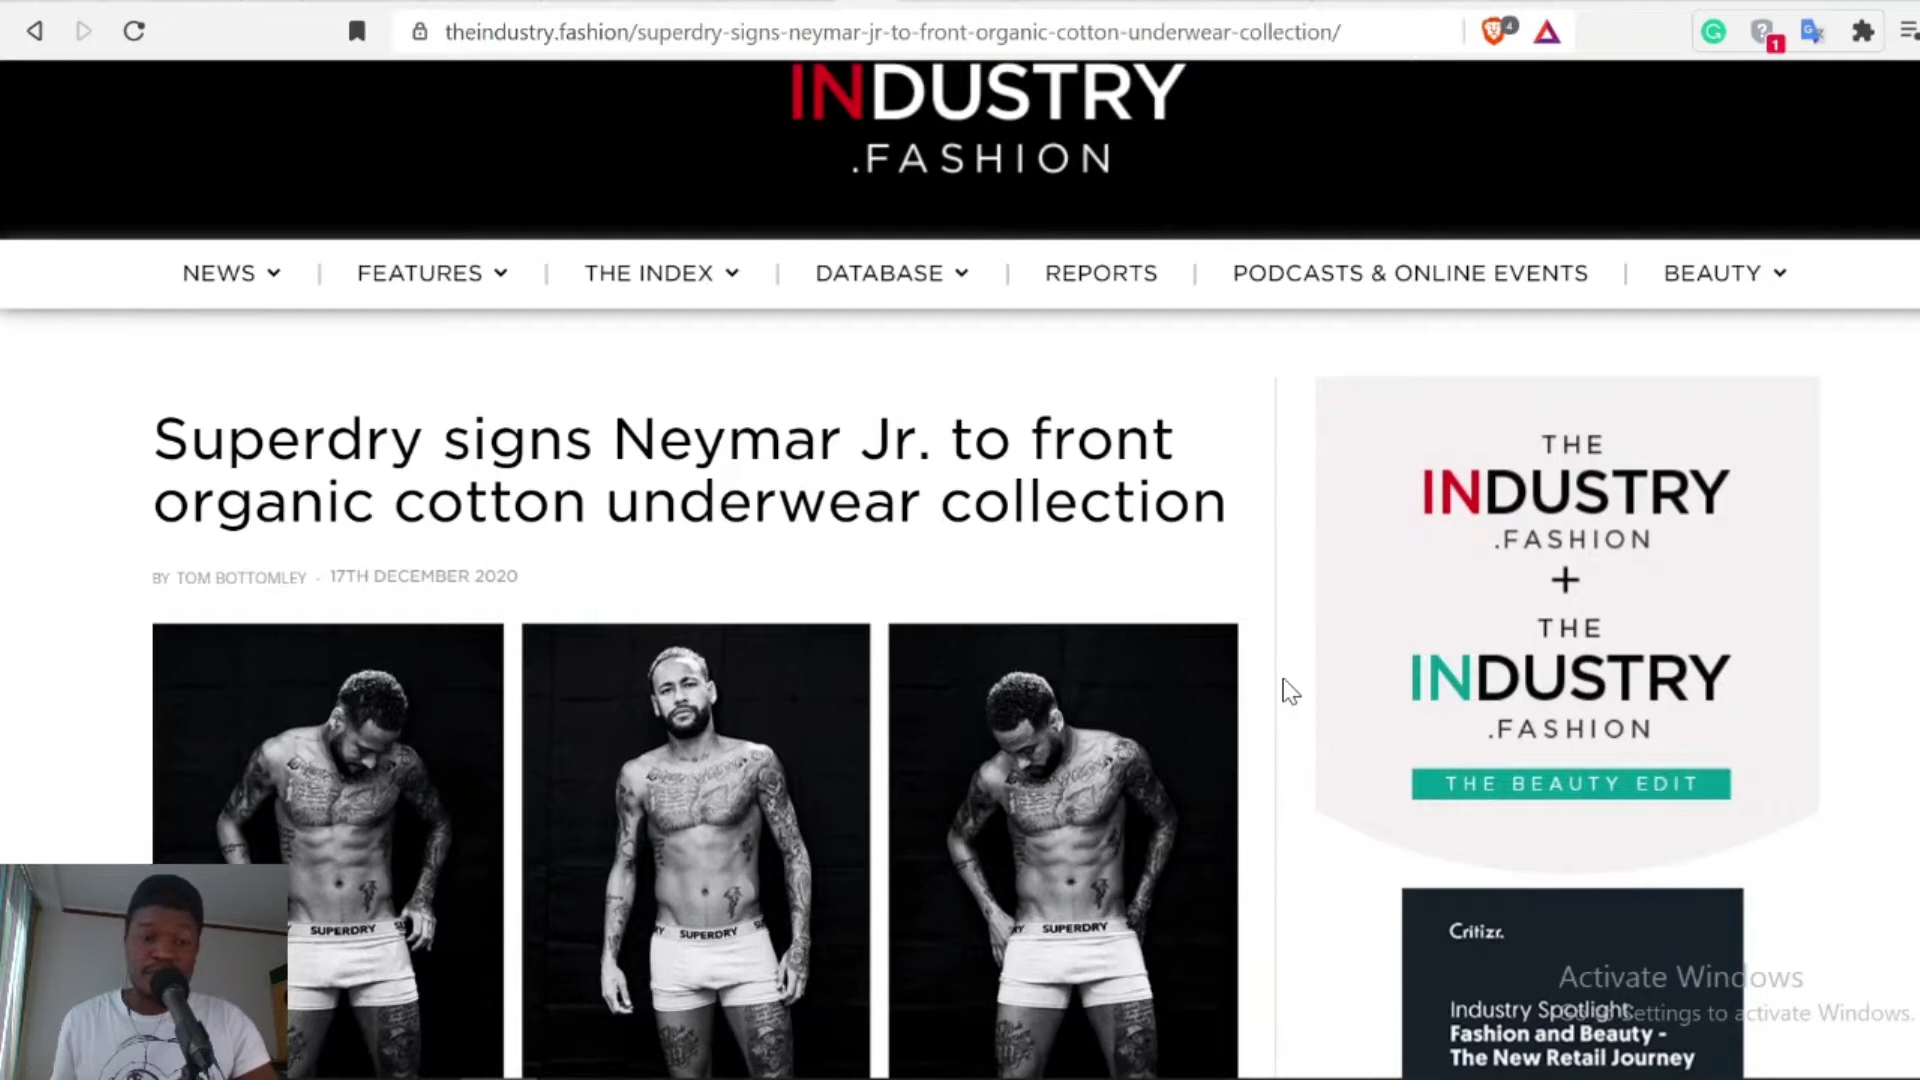 theindustry.fashion/superdry-signs-neymar-jr-to-front-organic-cotton-underwear-collection/
4
1
INDUSTRY
.FASHION
NEWS
FEATURES
THE INDEX
DATABASE
REPORTS
PODCASTS & ONLINE EVENTS
BEAUTY
Superdry signs Neymar Jr. to front
organic cotton underwear collection
BY TOM BOTTOMLEY - 17TH DECEMBER 2020
SUPERDRY
SUPERDRY
SUPERDRY
THE
INDUSTRY
.FASHION
+
THE
INDUSTRY
.FASHION
THE BEAUTY EDIT
Critizr.
Industry Spotlight:
Fashion and Beauty -
The New Retail Journey
Activate Windows
Settings to activate Windows.